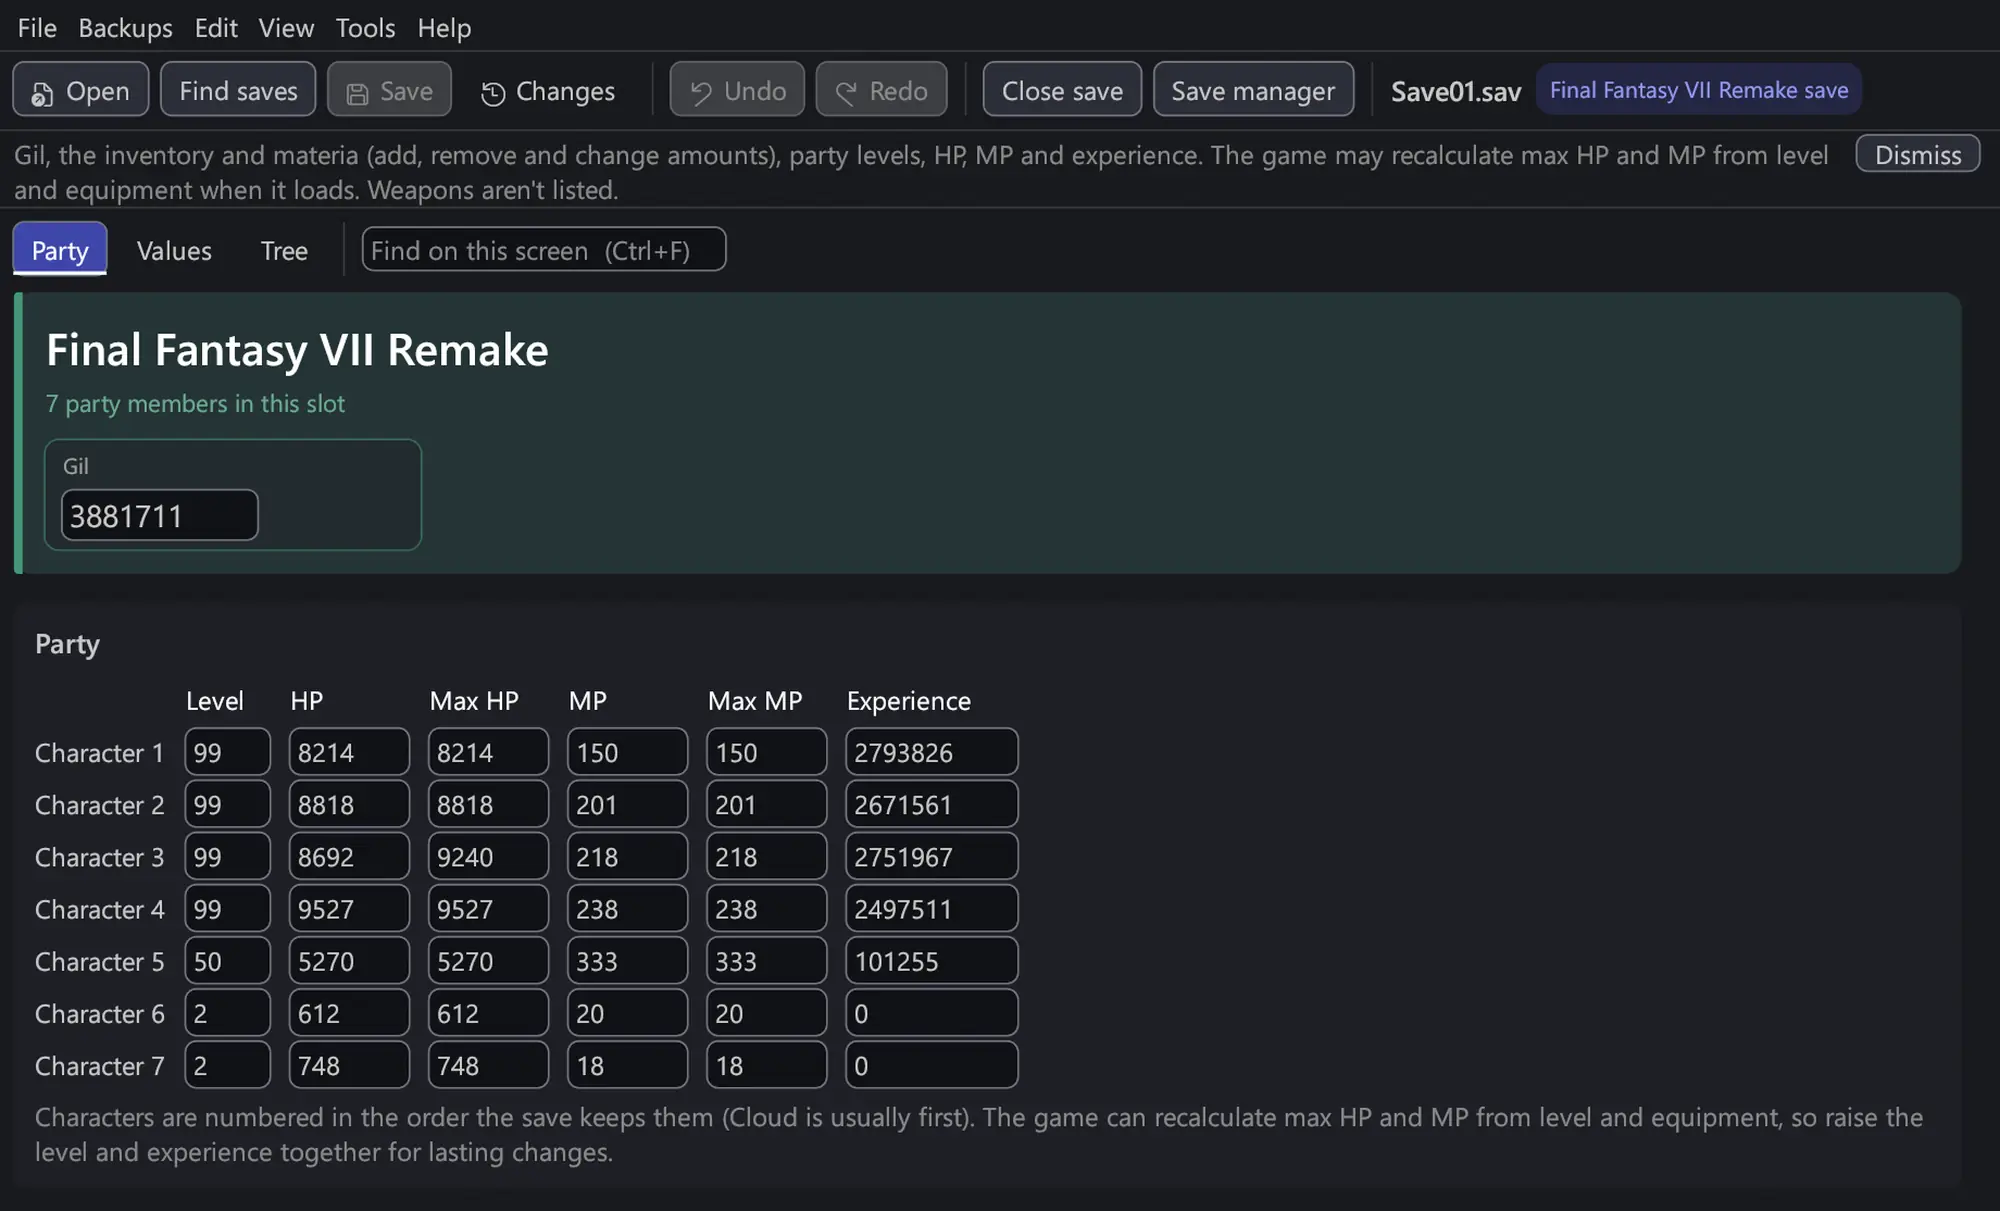 File Backups Edit View Tools Help
Open Find saves Save Changes Undo Redo Close save Save manager Save01.sav Final Fantasy VII Remake save
Gil, the inventory and materia (add, remove and change amounts), party levels, HP, MP and experience. The game may recalculate max HP and MP from level Dismiss
and equipment when it loads. Weapons aren't listed.
Party Values Tree Find on this screen (Ctrl+F)
Final Fantasy VII Remake
7 party members in this slot
Gil
3881711
Party
Level HP Max HP MP Max MP Experience
Character 1 99 8214 8214 150 150 2793826
Character 2 99 8818 8818 201 201 2671561
Character 3 99 8692 9240 218 218 2751967
Character 4 99 9527 9527 238 238 2497511
Character 5 50 5270 5270 333 333 101255
Character 6 2 612 612 20 20 0
Character 7 2 748 748 18 18 0
Characters are numbered in the order the save keeps them (Cloud is usually first). The game can recalculate max HP and MP from level and equipment, so raise the
level and experience together for lasting changes.